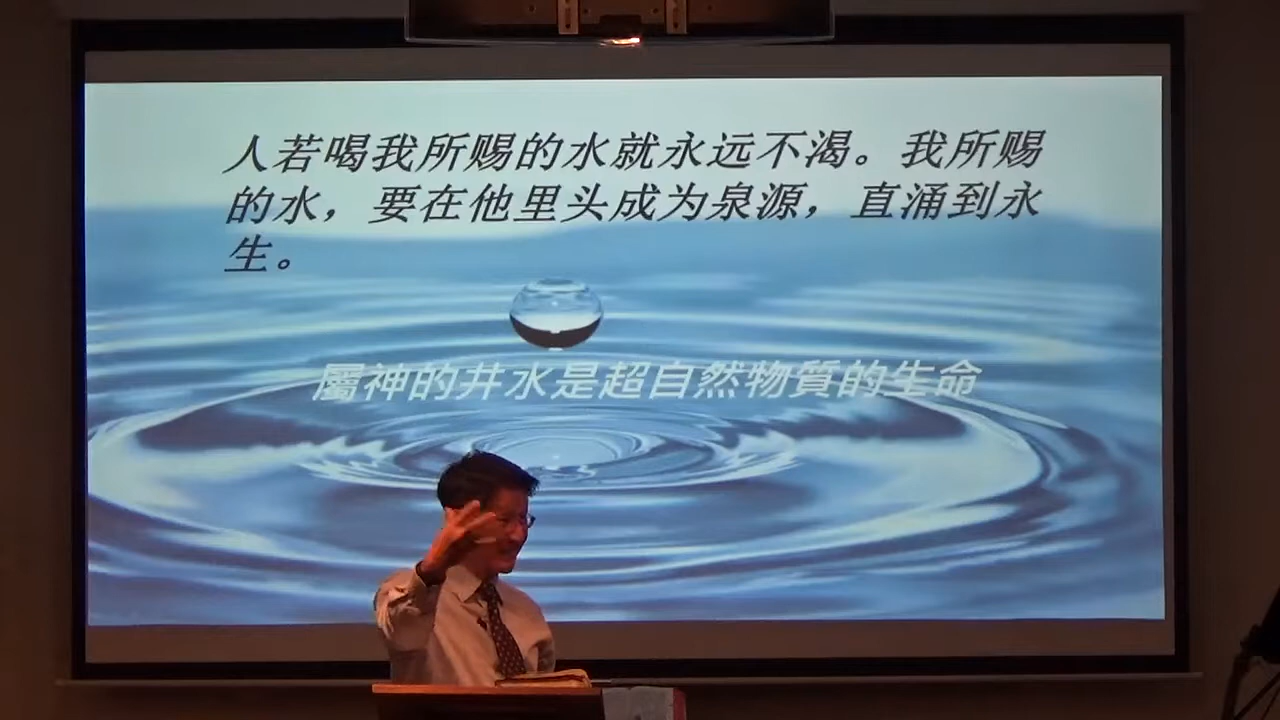 人若喝我所赐的水就永远不渴。我所赐
的水，要在他里头成为泉源，直涌到永
生。
屬神的井水是超自然物質的生命